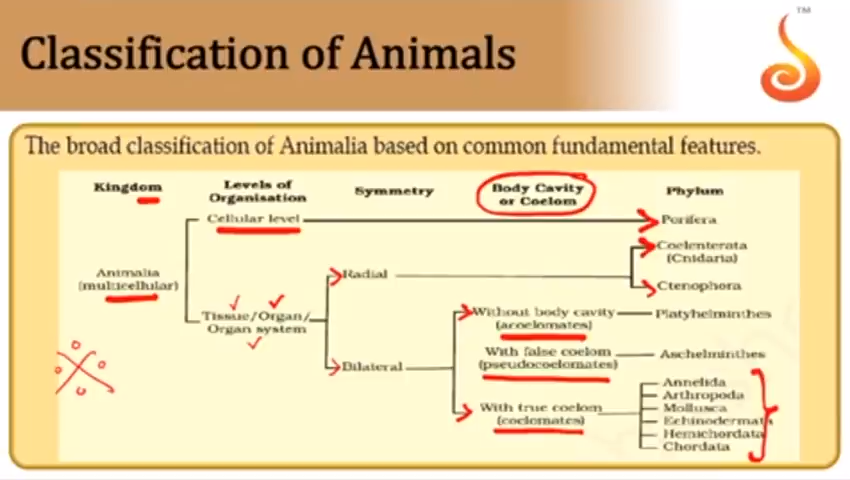 TM
Classification of Animals
The broad classification of Animalia based on common fundamental features.
Kingdom
Levels of
Organisation
Symmetry
Body Cavity
or Coelom
Phylum
Cellular level
Porifera
Coelenterata
(Cnidaria)
Animalia
(multicellular)
Radial
Ctenophora
Tissue/Organ/
Organ system
Without body cavity
(acoelomates)
Platyhelminthes
With false coelom
(pseudocoelomates)
Aschelminthes
Bilateral
With true coelom
(coelomates)
Annelida
Arthropoda
Mollusca
Echinodermata
Hemichordata
Chordata